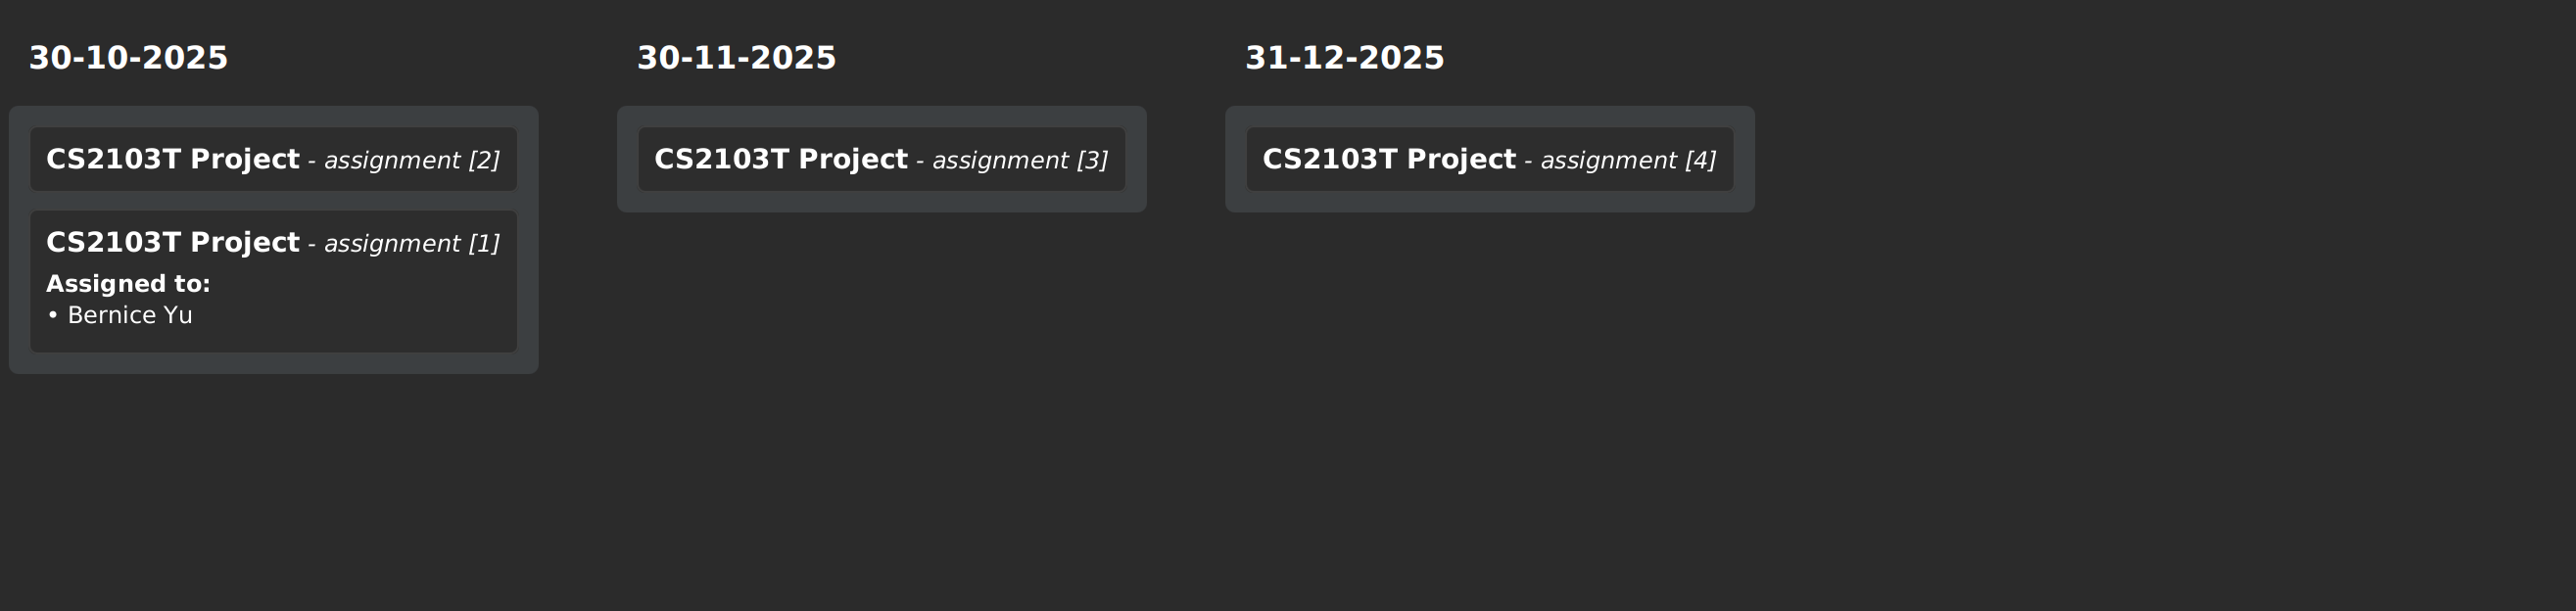 30-10-2025
CS2103T Project - assignment [2]
CS2103T Project - assignment [1]
Assigned to:
• Bernice Yu
30-11-2025
CS2103T Project - assignment [3]
31-12-2025
CS2103T Project - assignment [4]